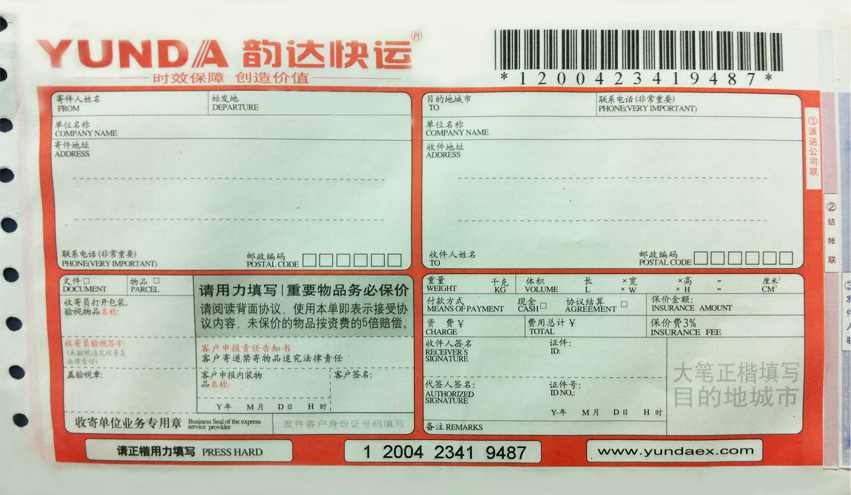 YUNDA 韵达快运®
时效保障 创造价值
*1200423419487*
寄件人姓名 始发地
FROM DEPARTURE
单位名称
COMPANY NAME
寄件地址
ADDRESS
联系电话(非常重要) 邮政编码
PHONE(VERY IMPORTANT) POSTAL CODE
目的地城市 联系电话(非常重要)
TO PHONE(VERY IMPORTANT)
单位名称
COMPANY NAME
收件地址
ADDRESS
收件人姓名 邮政编码
TO POSTAL CODE
①派送公司联
②结帐联
文件 物品
DOCUMENT PARCEL
收寄员打开包装,
验视物品名称:
收寄员验视签字:
(未验视追究收寄员
法律责任)
盖验视章:
请用力填写|重要物品务必保价
请阅读背面协议,使用本单即表示接受协
议内容,未保价的物品按资费的5倍赔偿。
客户申报责任告知书
客户寄递禁寄物品追究法律责任
客户申报内装物 客户签名:
品名称:
Y·年 M月 D日 H时
收寄单位业务专用章 Business Seal of the express
service provider
发件客户身份证号码填写
重量 千克 体积 长 ×宽 ×高 = 厘米³
WEIGHT KG VOLUME L ×W ×H = CM³
付款方式 现金 协议结算 保价金额:
MEANS OF PAYMENT CASH AGREEMENT INSURANCE AMOUNT
资 费 ¥ 费用总计 ¥ 保价费3%
CHARGE TOTAL INSURANCE FEE
收件人签名 证件:
RECEIVER'S ID:
SIGNATURE
代签人签名: 证件号:
AUTHORIZED ID NO.:
SIGNATURE
Y·年 M月 D日 H时
备注 REMARKS
大笔正楷填写
目的地城市
请正楷用力填写 PRESS HARD
1 2004 2341 9487
www.yundaex.com